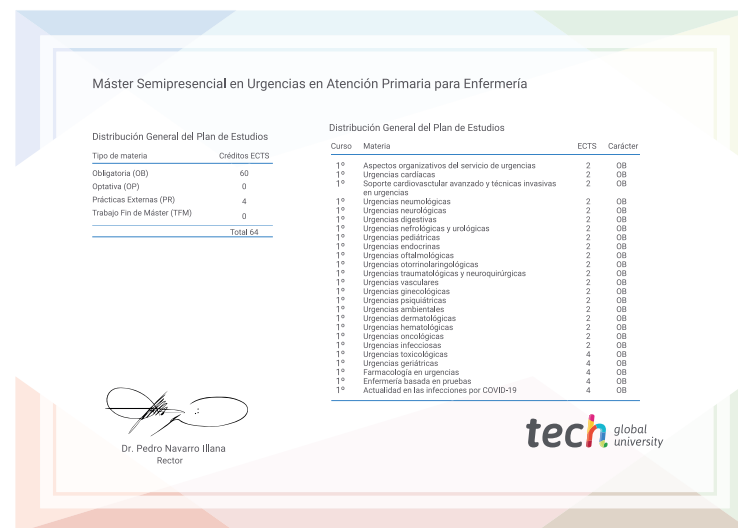 Máster Semipresencial en Urgencias en Atención Primaria para Enfermería
Distribución General del Plan de Estudios
Tipo de materia Créditos ECTS
Obligatoria (OB) 60
Optativa (OP) 0
Prácticas Externas (PR) 4
Trabajo Fin de Máster (TFM) 0
Total 64
Distribución General del Plan de Estudios
Curso Materia ECTS Carácter
1º Aspectos organizativos del servicio de urgencias 2 OB
1º Urgencias cardíacas 2 OB
1º Soporte cardiovasctular avanzado y técnicas invasivas 2 OB
en urgencias
1º Urgencias neumológicas 2 OB
1º Urgencias neurológicas 2 OB
1º Urgencias digestivas 2 OB
1º Urgencias nefrológicas y urológicas 2 OB
1º Urgencias pediátricas 2 OB
1º Urgencias endocrinas 2 OB
1º Urgencias oftalmológicas 2 OB
1º Urgencias otorrinolaringológicas 2 OB
1º Urgencias traumatológicas y neuroquirúrgicas 2 OB
1º Urgencias vasculares 2 OB
1º Urgencias ginecológicas 2 OB
1º Urgencias psiquiátricas 2 OB
1º Urgencias ambientales 2 OB
1º Urgencias dermatológicas 2 OB
1º Urgencias hematológicas 2 OB
1º Urgencias oncológicas 2 OB
1º Urgencias infecciosas 2 OB
1º Urgencias toxicológicas 4 OB
1º Urgencias geriátricas 4 OB
1º Farmacología en urgencias 4 OB
1º Enfermería basada en pruebas 4 OB
1º Actualidad en las infecciones por COVID-19 4 OB
Dr. Pedro Navarro Illana
Rector
tech global
university